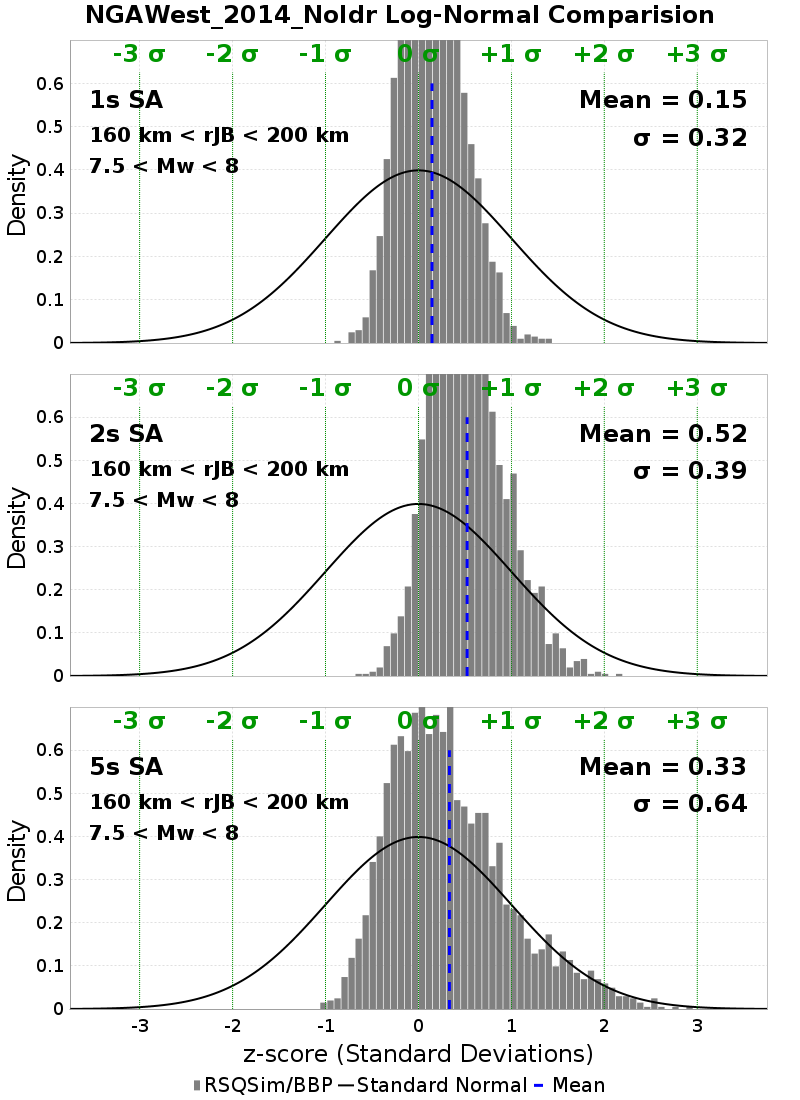 NGAWest_2014_NoIdr Log-Normal Comparision
-3 σ -2 σ -1 σ 0 σ +1 σ +2 σ +3 σ
1s SA Mean = 0.15
160 km < rJB < 200 km σ = 0.32
7.5 < Mw < 8
Density
0.6
0.5
0.4
0.3
0.2
0.1
0
-3 σ -2 σ -1 σ 0 σ +1 σ +2 σ +3 σ
2s SA Mean = 0.52
160 km < rJB < 200 km σ = 0.39
7.5 < Mw < 8
Density
0.6
0.5
0.4
0.3
0.2
0.1
0
-3 σ -2 σ -1 σ 0 σ +1 σ +2 σ +3 σ
5s SA Mean = 0.33
160 km < rJB < 200 km σ = 0.64
7.5 < Mw < 8
Density
0.6
0.5
0.4
0.3
0.2
0.1
0
-3 -2 -1 0 1 2 3
z-score (Standard Deviations)
RSQSim/BBP Standard Normal Mean